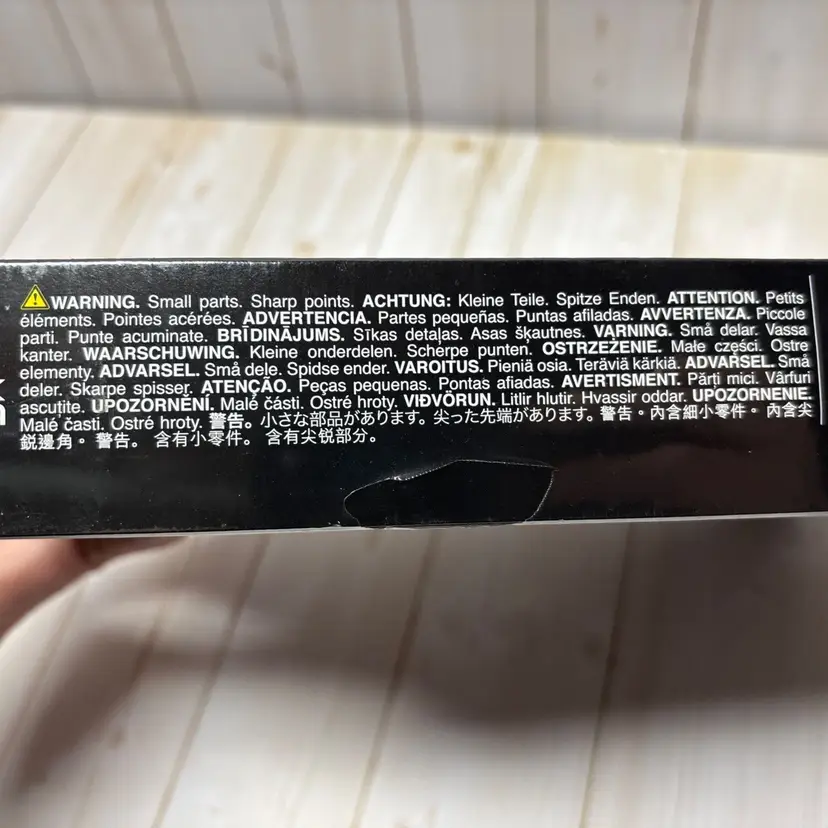 WARNING. Small parts. Sharp points. ACHTUNG: Kleine Teile. Spitze Enden. ATTENTION. Petits
éléments. Pointes acérées. ADVERTENCIA. Partes pequeñas. Puntas afiladas. AVVERTENZA. Piccole
parti. Punte acuminate. BRĪDINĀJUMS. Sīkas detaļas. Asas šķautnes. VARNING. Små delar. Vassa
kanter. WAARSCHUWING. Kleine onderdelen. Scherpe punten. OSTRZEŻENIE. Małe części. Ostre
elementy. ADVARSEL. Små dele. Spidse ender. VAROITUS. Pieniä osia. Teräviä kärkiä. ADVARSEL. Små
deler. Skarpe spisser. ATENÇÃO. Peças pequenas. Pontas afiadas. AVERTISMENT. Părți mici. Vârfuri
ascuțite. UPOZORNĚNÍ. Malé části. Ostré hroty. VIÐVÖRUN. Litlir hlutir. Hvassir oddar. UPOZORNENIE.
Malé časti. Ostré hroty. 警告。小さな部品があります。尖った先端があります。警告。內含細小零件。內含尖
銳邊角。警告。含有小零件。含有尖锐部分。